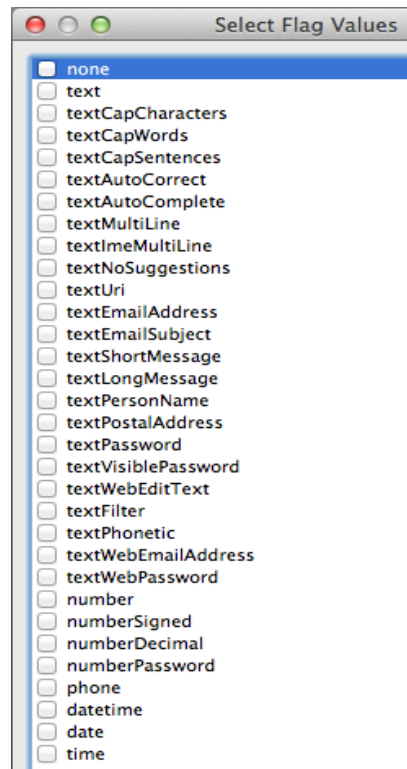 Select Flag Values
none
text
textCapCharacters
textCapWords
textCapSentences
textAutoCorrect
textAutoComplete
textMultiLine
textImeMultiLine
textNoSuggestions
textUri
textEmailAddress
textEmailSubject
textShortMessage
textLongMessage
textPersonName
textPostalAddress
textPassword
textVisiblePassword
textWebEditText
textFilter
textPhonetic
textWebEmailAddress
textWebPassword
number
numberSigned
numberDecimal
numberPassword
phone
datetime
date
time